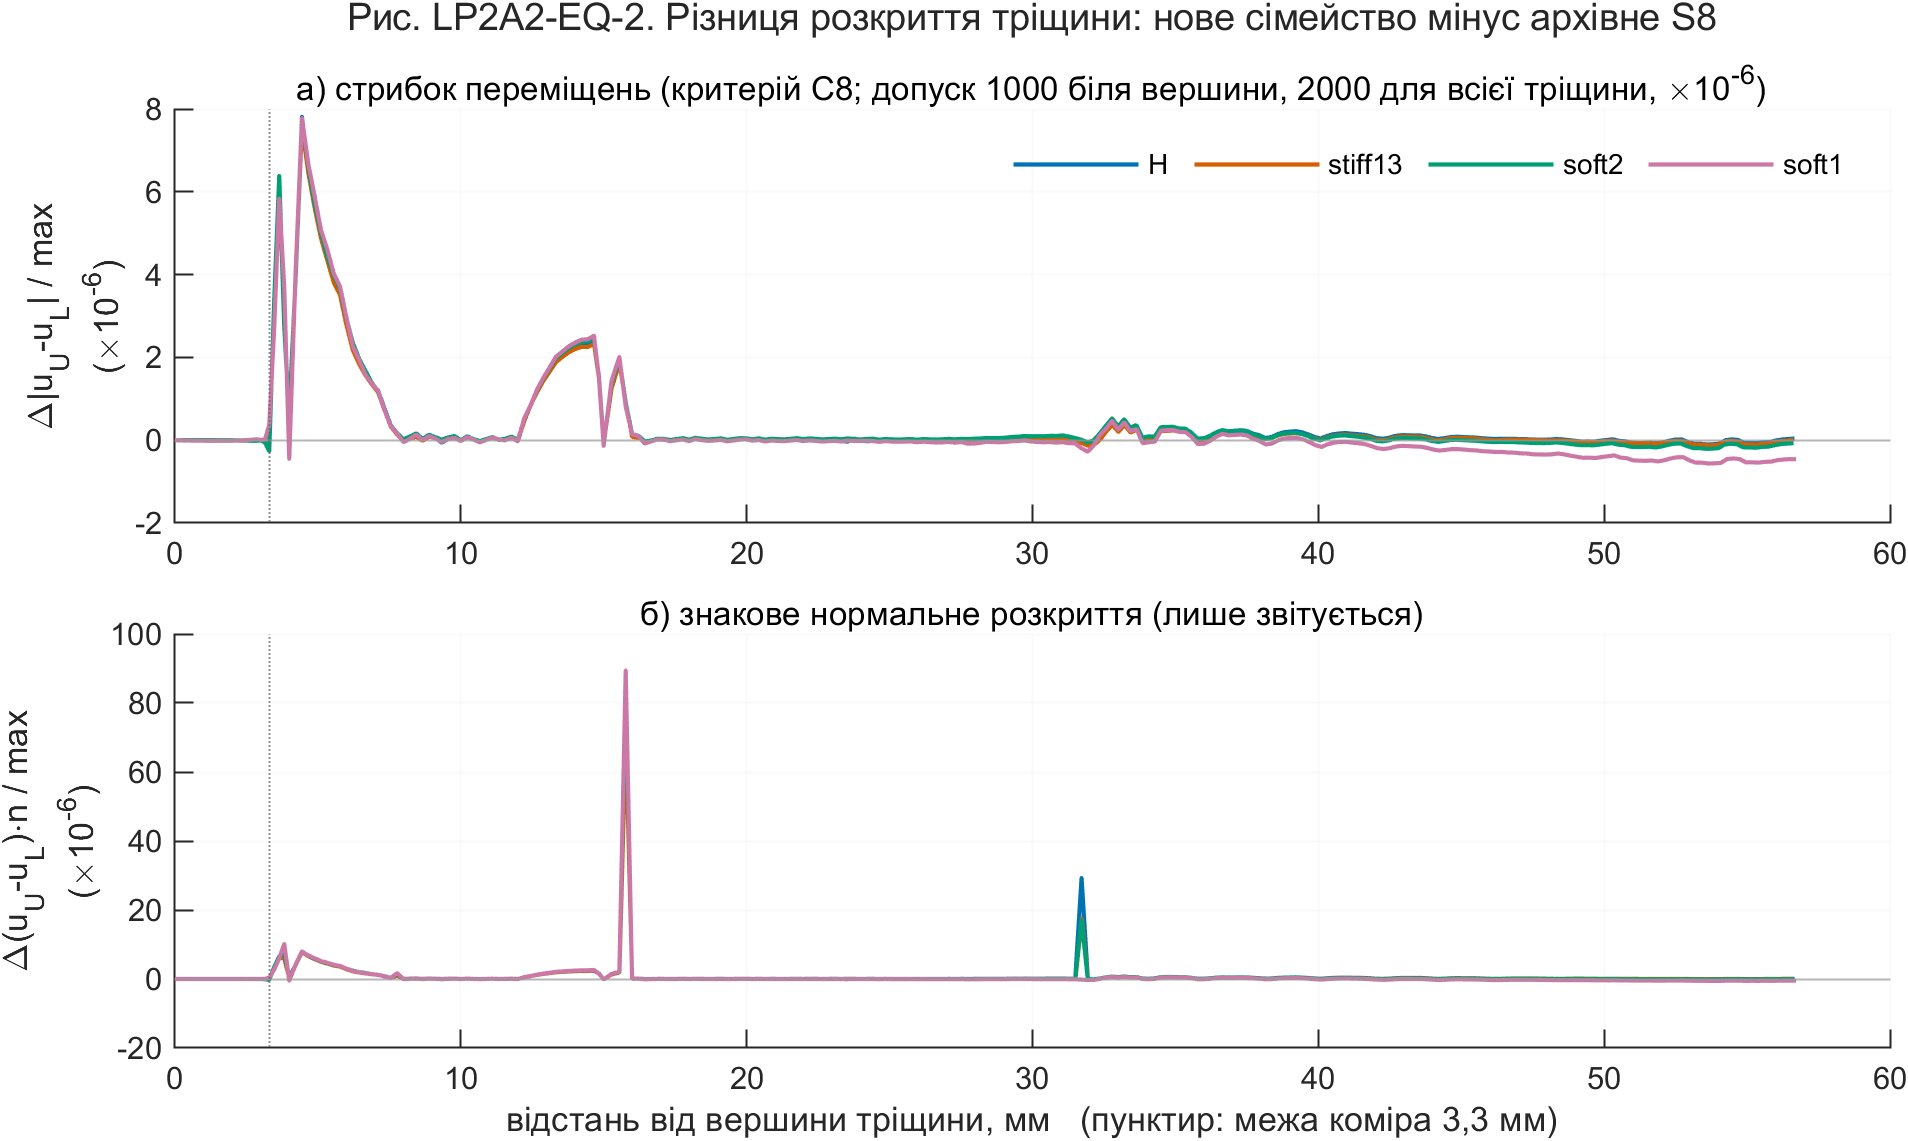 Рис. LP2A2-EQ-2. Різниця розкриття тріщини: нове сімейство мінус архівне S8
а) стрибок переміщень (критерій C8; допуск 1000 біля вершини, 2000 для всієї тріщини, ×10^-6)
H stiff13 soft2 soft1
Δ|u_U-u_L| / max
(×10^-6)
8
6
4
2
0
-2
0 10 20 30 40 50 60
б) знакове нормальне розкриття (лише звітується)
Δ(u_U-u_L)·n / max
(×10^-6)
100
80
60
40
20
0
-20
0 10 20 30 40 50 60
відстань від вершини тріщини, мм (пунктир: межа коміра 3,3 мм)